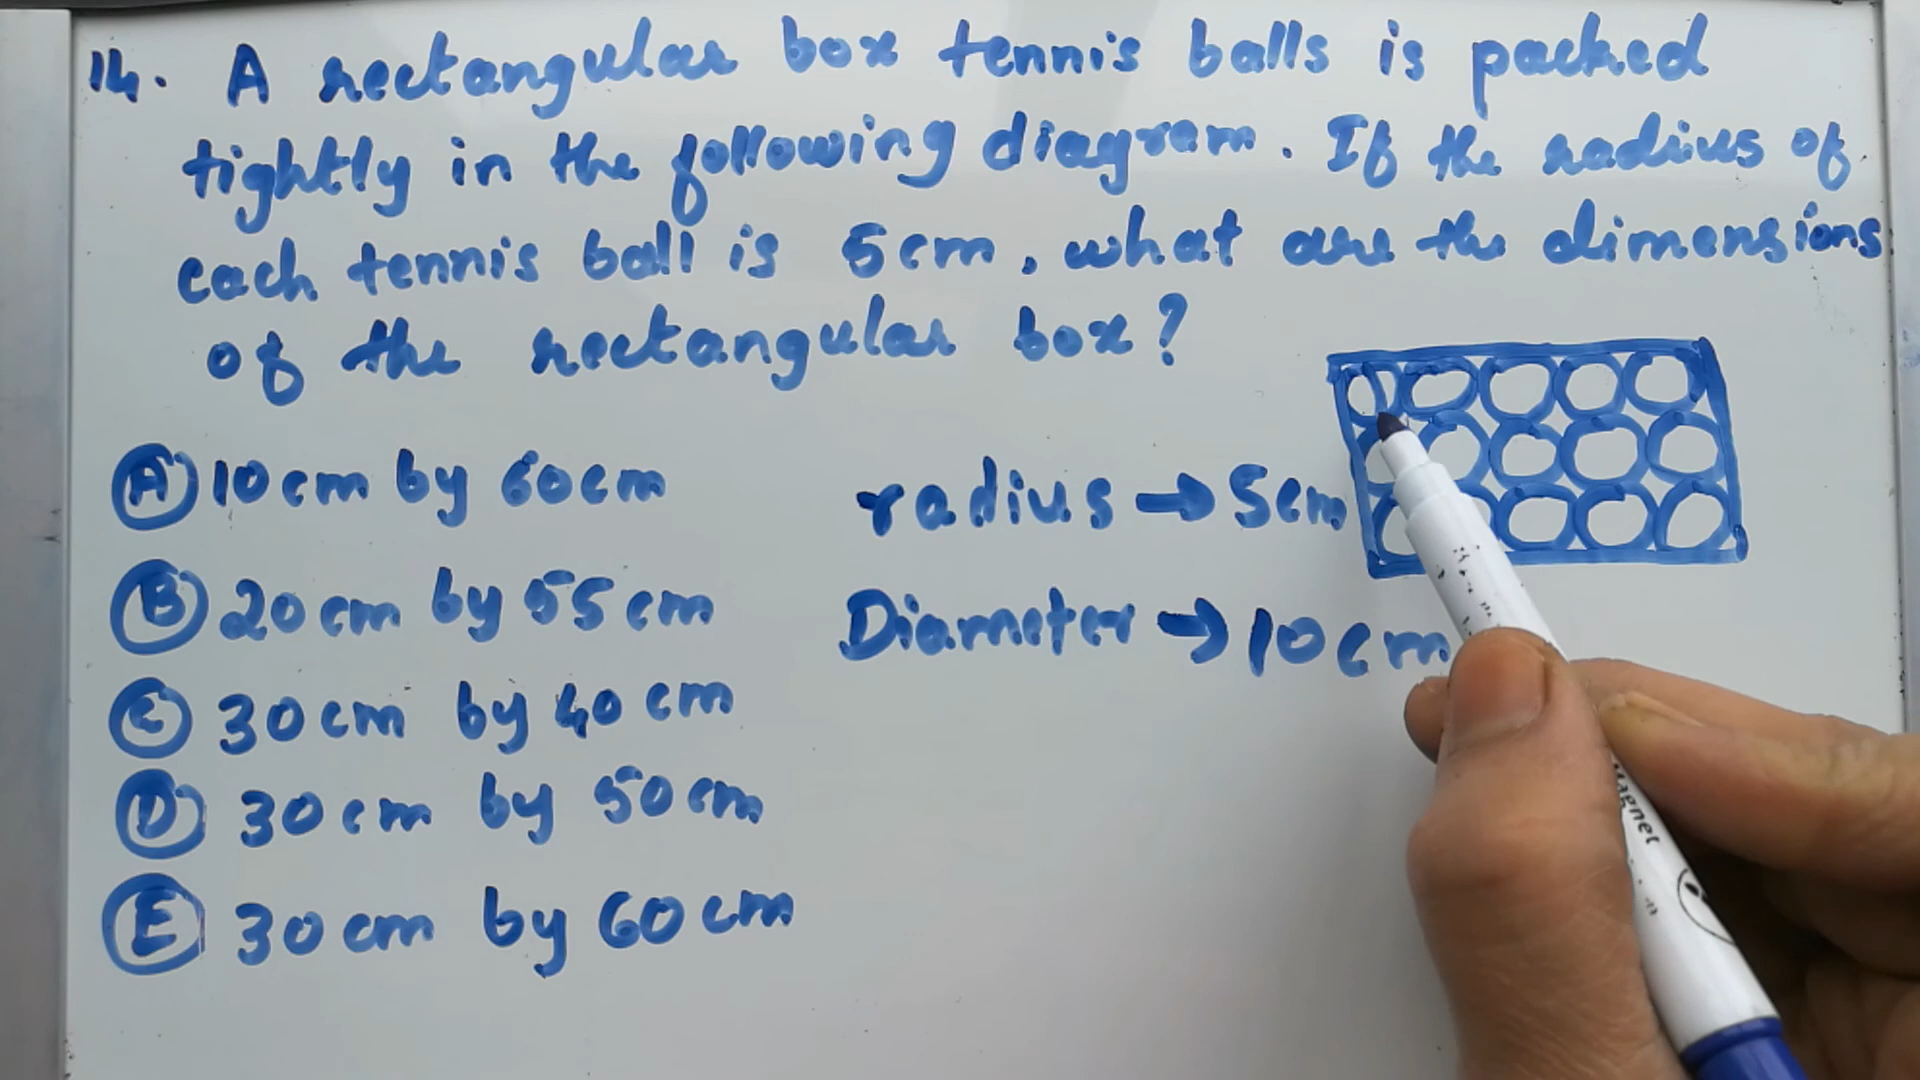 14. A rectangular box tennis balls is packed
tightly in the following diagram. If the radius of
each tennis ball is 5cm, what are the dimensions
of the rectangular box?
A 10cm by 60cm
B 20cm by 55cm
C 30cm by 40cm
D 30cm by 50cm
E 30cm by 60cm
radius → 5cm
Diameter → 10cm
Magnet